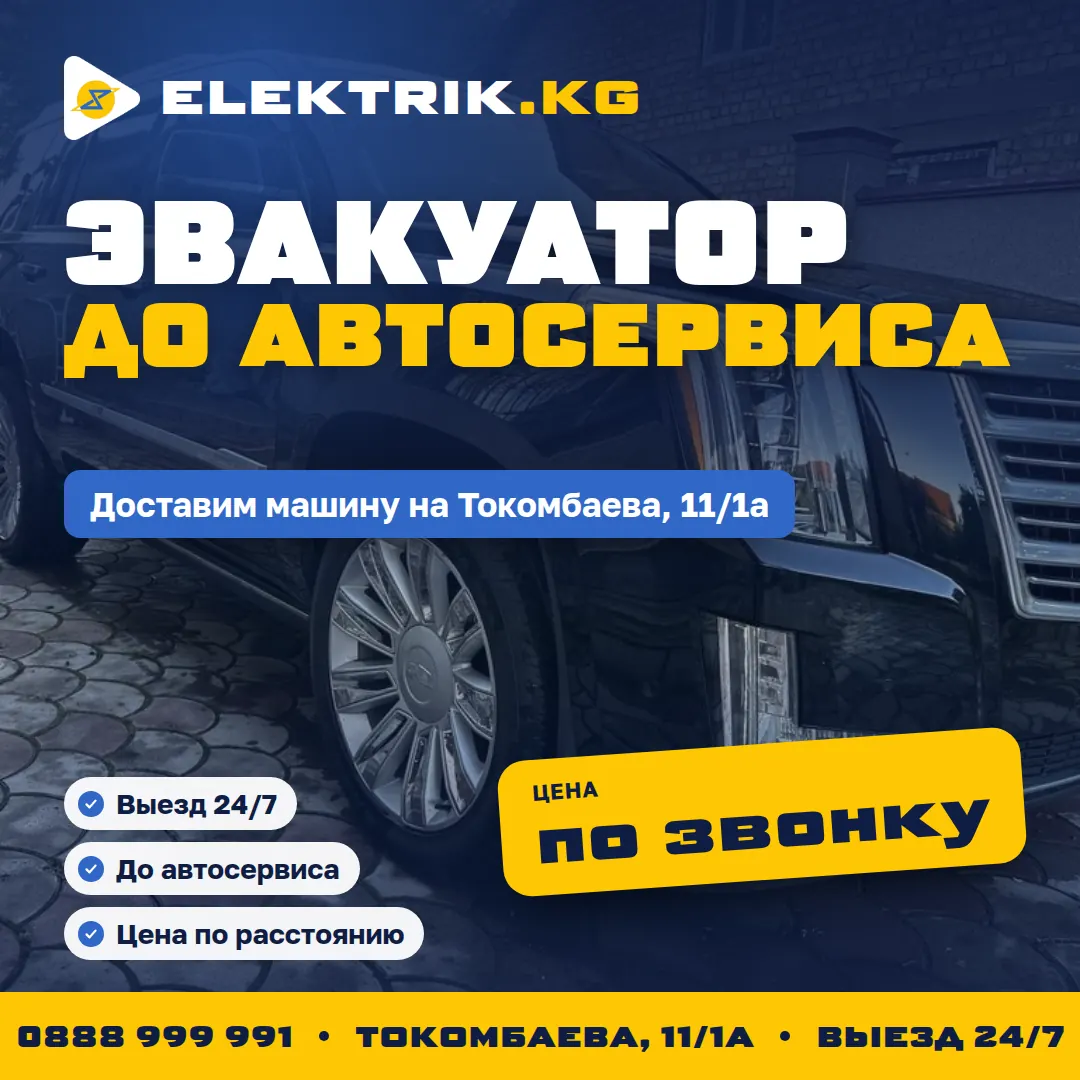 ELEKTRIK.KG
ЭВАКУАТОР
ДО АВТОСЕРВИСА
Доставим машину на Токомбаева, 11/1а
Выезд 24/7
До автосервиса
Цена по расстоянию
ЦЕНА
ПО ЗВОНКУ
0888 999 991 • ТОКОМБАЕВА, 11/1А • ВЫЕЗД 24/7